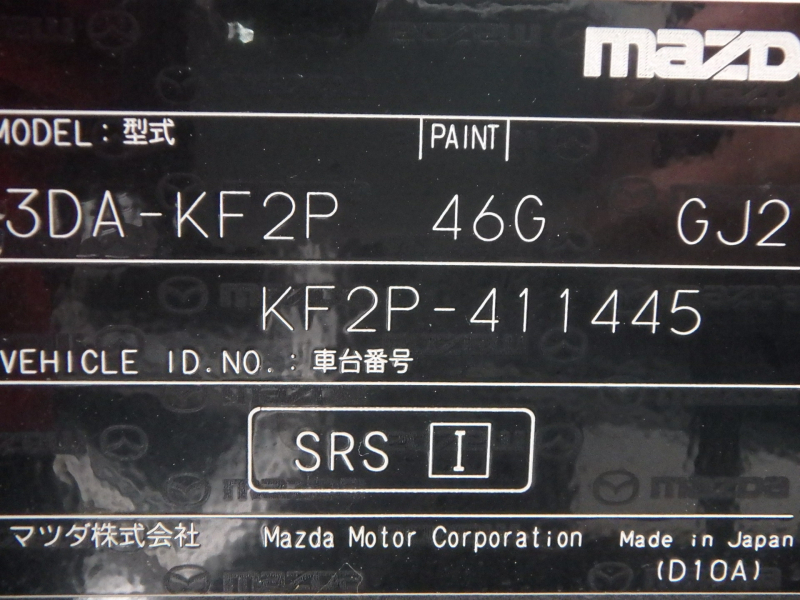 mazda
MODEL : 型式 PAINT
3DA-KF2P 46G GJ2
KF2P-411445
VEHICLE ID.NO. : 車台番号
SRS I
マツダ株式会社 Mazda Motor Corporation Made in Japan
(D10A)